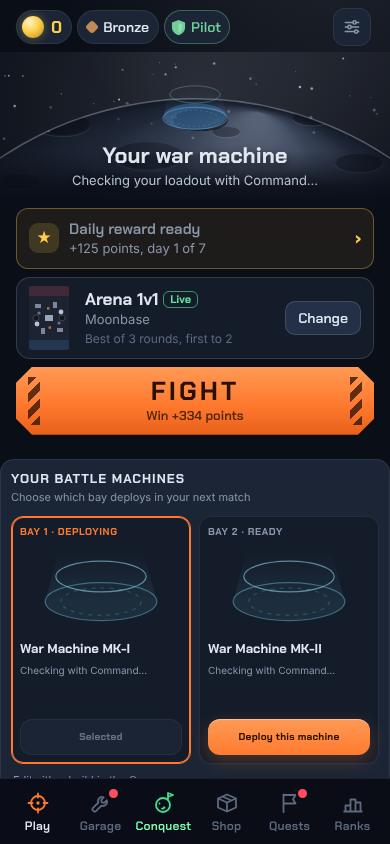 0
Bronze
Pilot
Your war machine
Checking your loadout with Command...
Daily reward ready
+125 points, day 1 of 7
Arena 1v1 Live
Moonbase
Best of 3 rounds, first to 2
Change
FIGHT
Win +334 points
YOUR BATTLE MACHINES
Choose which bay deploys in your next match
BAY 1 · DEPLOYING
War Machine MK-I
Checking with Command...
Selected
BAY 2 · READY
War Machine MK-II
Checking with Command...
Deploy this machine
Play
Garage
Conquest
Shop
Quests
Ranks